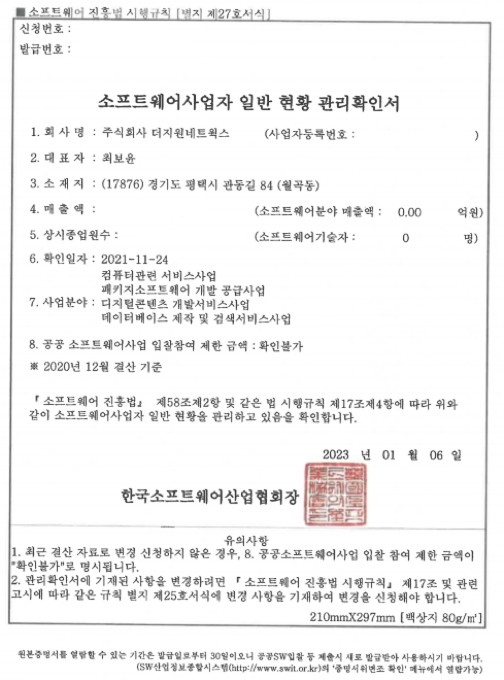 ■ 소프트웨어 진흥법 시행규칙 [별지 제27호서식]
신청번호 :
발급번호 :
소프트웨어사업자 일반 현황 관리확인서
1. 회 사 명 : 주식회사 더지원네트웍스 (사업자등록번호 : )
2. 대 표 자 : 최보윤
3. 소 재 지 : (17876) 경기도 평택시 관동길 84 (월곡동)
4. 매 출 액 : (소프트웨어분야 매출액 : 0.00 억원)
5. 상시종업원수 : (소프트웨어기술자 : 0 명)
6. 확인일자 : 2021-11-24
컴퓨터관련 서비스사업
패키지소프트웨어 개발 공급사업
7. 사업분야 : 디지털콘텐츠 개발서비스사업
데이터베이스 제작 및 검색서비스사업
8. 공공 소프트웨어사업 입찰참여 제한 금액 : 확인불가
※ 2020년 12월 결산 기준
『 소프트웨어 진흥법』 제58조제2항 및 같은 법 시행규칙 제17조제4항에 따라 위와
같이 소프트웨어사업자 일반 현황을 관리하고 있음을 확인합니다.
2023 년 01 월 06 일
한국소프트웨어산업협회장
유의사항
1. 최근 결산 자료로 변경 신청하지 않은 경우, 8. 공공소프트웨어사업 입찰 참여 제한 금액이
"확인불가"로 명시됩니다.
2. 관리확인서에 기재된 사항을 변경하려면 『 소프트웨어 진흥법 시행규칙』 제17조 및 관련
고시에 따라 같은 규칙 별지 제25호서식에 변경 사항을 기재하여 변경을 신청해야 합니다.
210mmX297mm [백상지 80g/㎡]
원본증명서를 열람할 수 있는 기간은 발급일로부터 30일이오니 공공SW입찰 등 제출시 새로 발급받아 사용하시기 바랍니다.
(SW산업정보종합시스템(http://www.swit.or.kr)의 '증명서위변조 확인' 메뉴에서 열람가능)